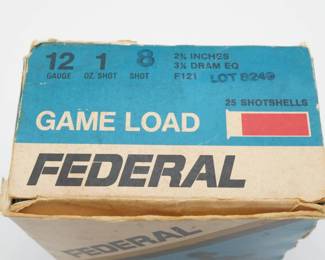 12 1 8 2¾ INCHES
GAUGE OZ. SHOT SHOT 3¼ DRAM EQ
F121 LOT 8249
25 SHOTSHELLS
GAME LOAD
FEDERAL
FEDERAL